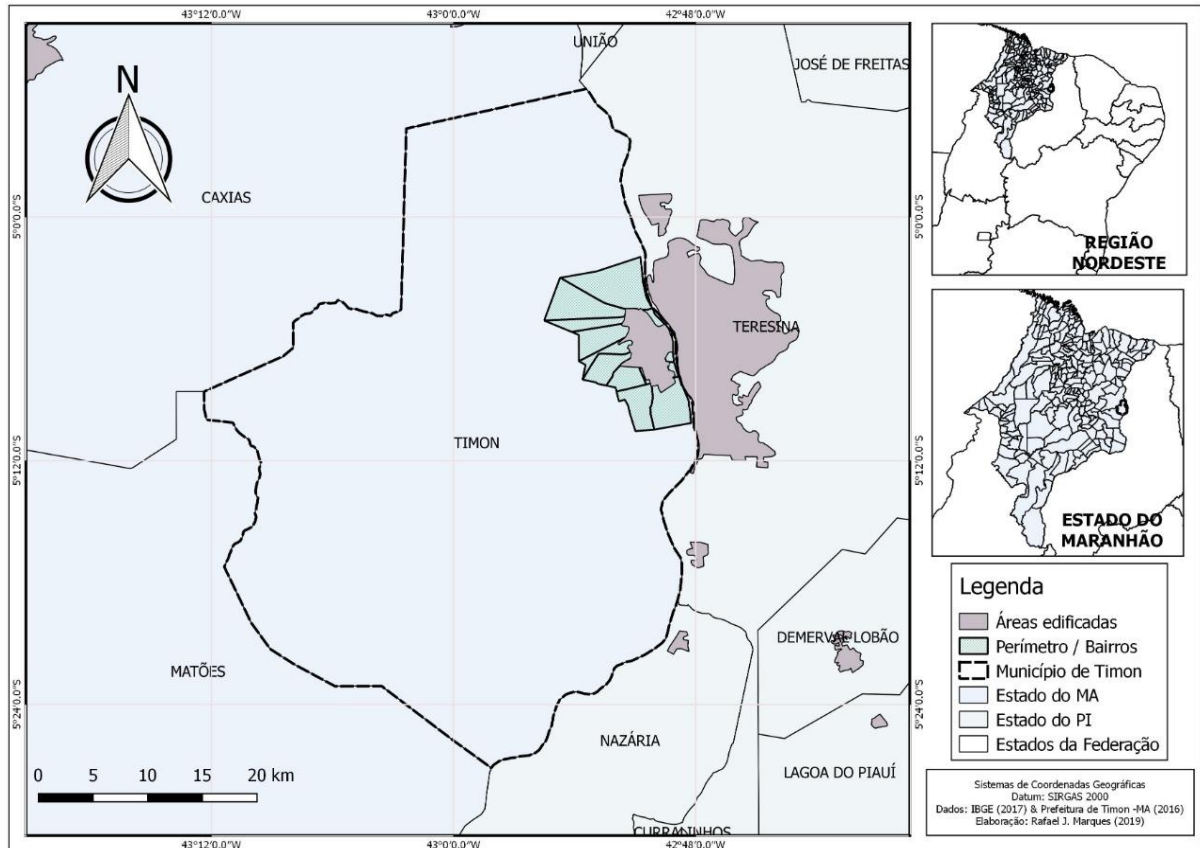 43°12'0.0"W
43°0'0.0"W
42°48'0.0"W
UNIÃO
JOSÉ DE FREITAS
N
CAXIAS
5°0'0.0"S
5°0'0.0"S
TERESINA
TIMON
5°12'0.0"S
5°12'0.0"S
DEMERVAL LOBÃO
MATÕES
5°24'0.0"S
5°24'0.0"S
NAZÁRIA
LAGOA DO PIAUÍ
0 5 10 15 20 km
CURRALINHOS
43°12'0.0"W
43°0'0.0"W
42°48'0.0"W
REGIÃO
NORDESTE
ESTADO DO
MARANHÃO
Legenda
Áreas edificadas
Perímetro / Bairros
Município de Timon
Estado do MA
Estado do PI
Estados da Federação
Sistemas de Coordenadas Geográficas
Datum: SIRGAS 2000
Dados: IBGE (2017) & Prefeitura de Timon -MA (2016)
Elaboração: Rafael J. Marques (2019)